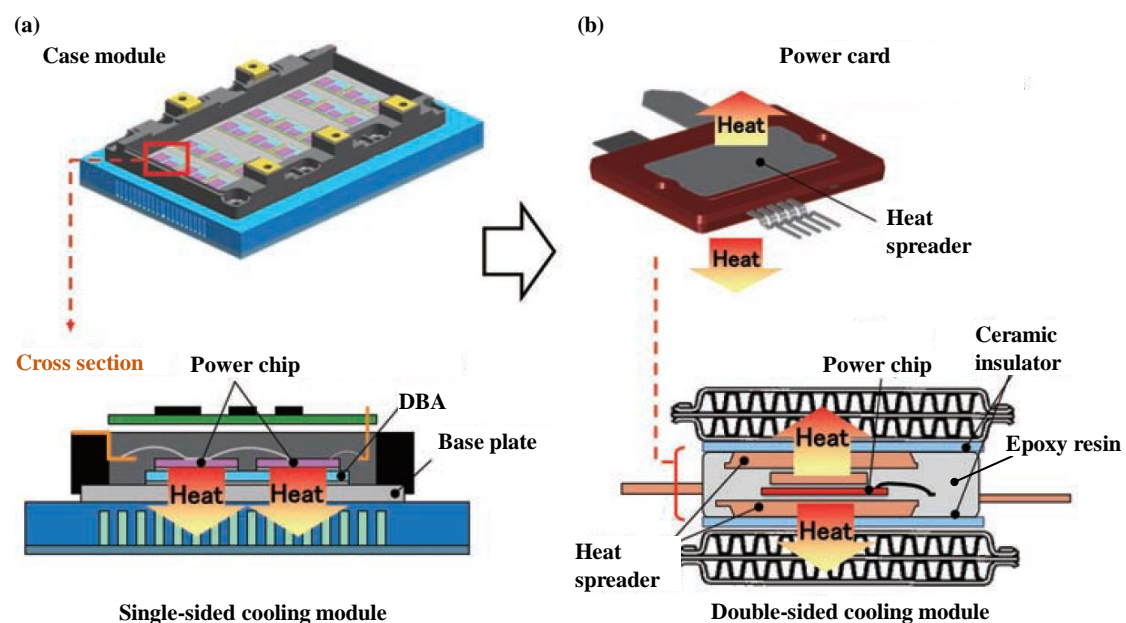 (a)
Case module
Cross section
Power chip
DBA
Base plate
Heat
Heat
Single-sided cooling module
(b)
Power card
Heat
Heat
spreader
Heat
Ceramic
insulator
Power chip
Heat
Epoxy resin
Heat
Heat
spreader
Double-sided cooling module